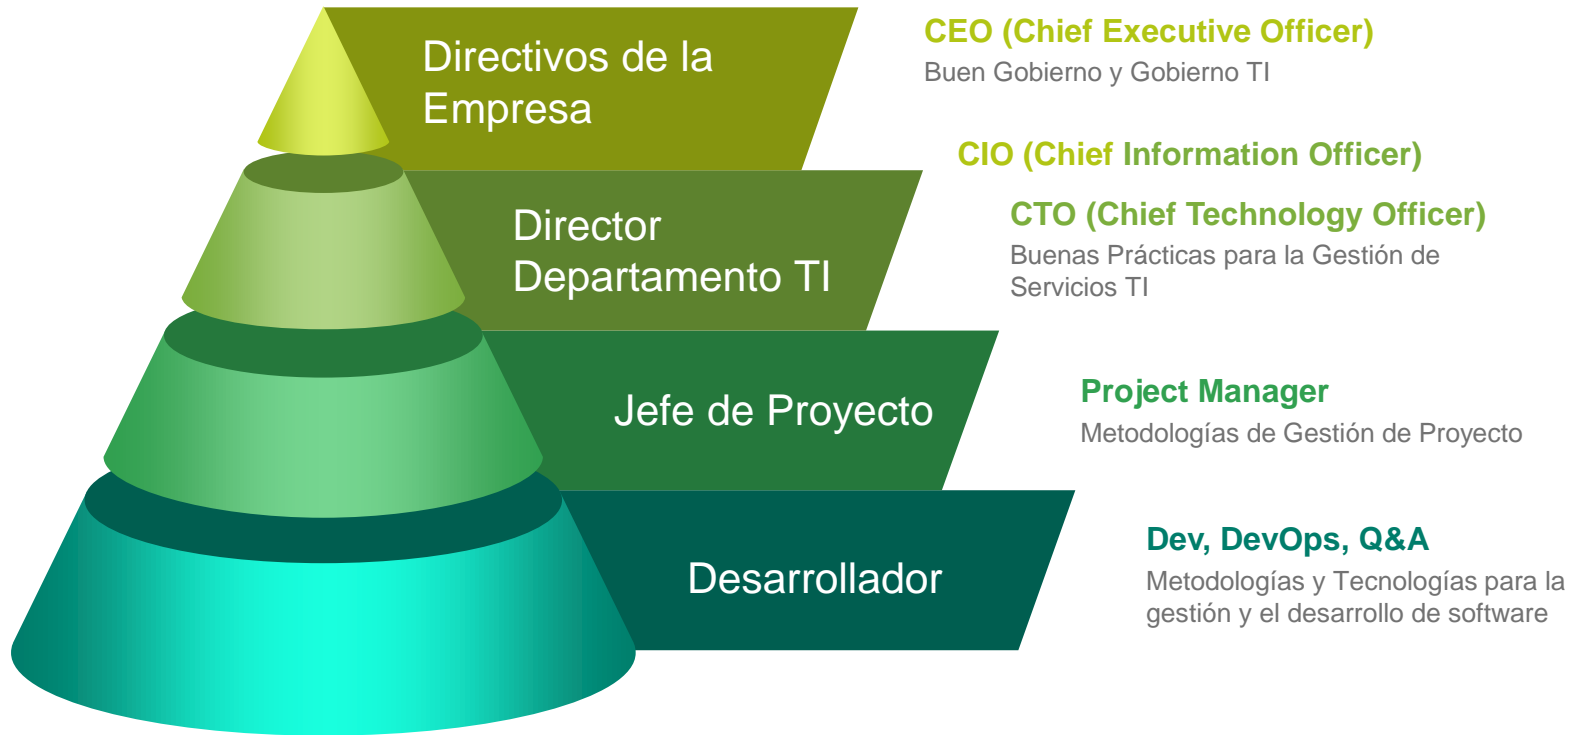 Directivos de la
Empresa
CEO (Chief Executive Officer)
Buen Gobierno y Gobierno TI
CIO (Chief Information Officer)
Director
Departamento TI
CTO (Chief Technology Officer)
Buenas Prácticas para la Gestión de
Servicios TI
Jefe de Proyecto
Project Manager
Metodologías de Gestión de Proyecto
Desarrollador
Dev, DevOps, Q&A
Metodologías y Tecnologías para la
gestión y el desarrollo de software